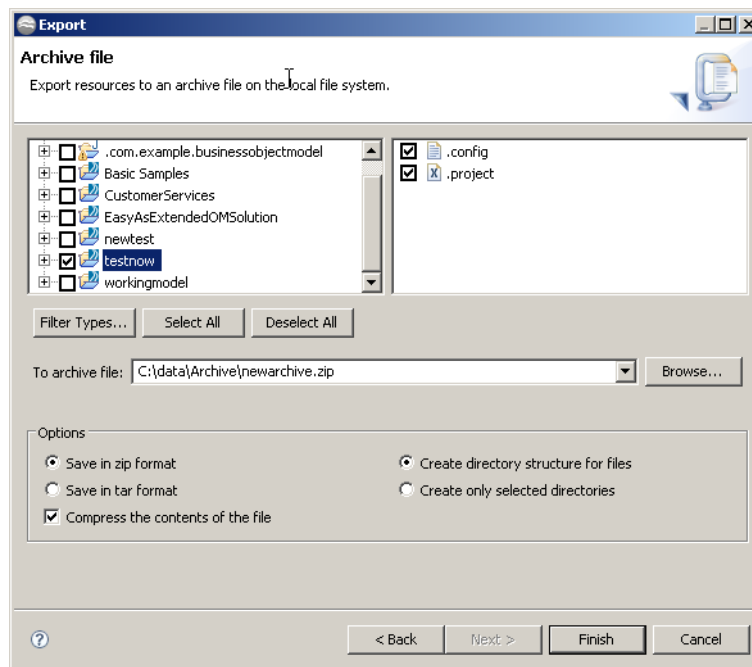 Export
Archive file
Export resources to an archive file on the local file system.
.com.example.businessobjectmodel
Basic Samples
CustomerServices
EasyAsExtendedOMSolution
newtest
testnow
workingmodel
.config
.project
Filter Types...
Select All
Deselect All
To archive file:
C:\data\Archive\newarchive.zip
Browse...
Options
Save in zip format
Create directory structure for files
Save in tar format
Create only selected directories
Compress the contents of the file
?
< Back
Next >
Finish
Cancel